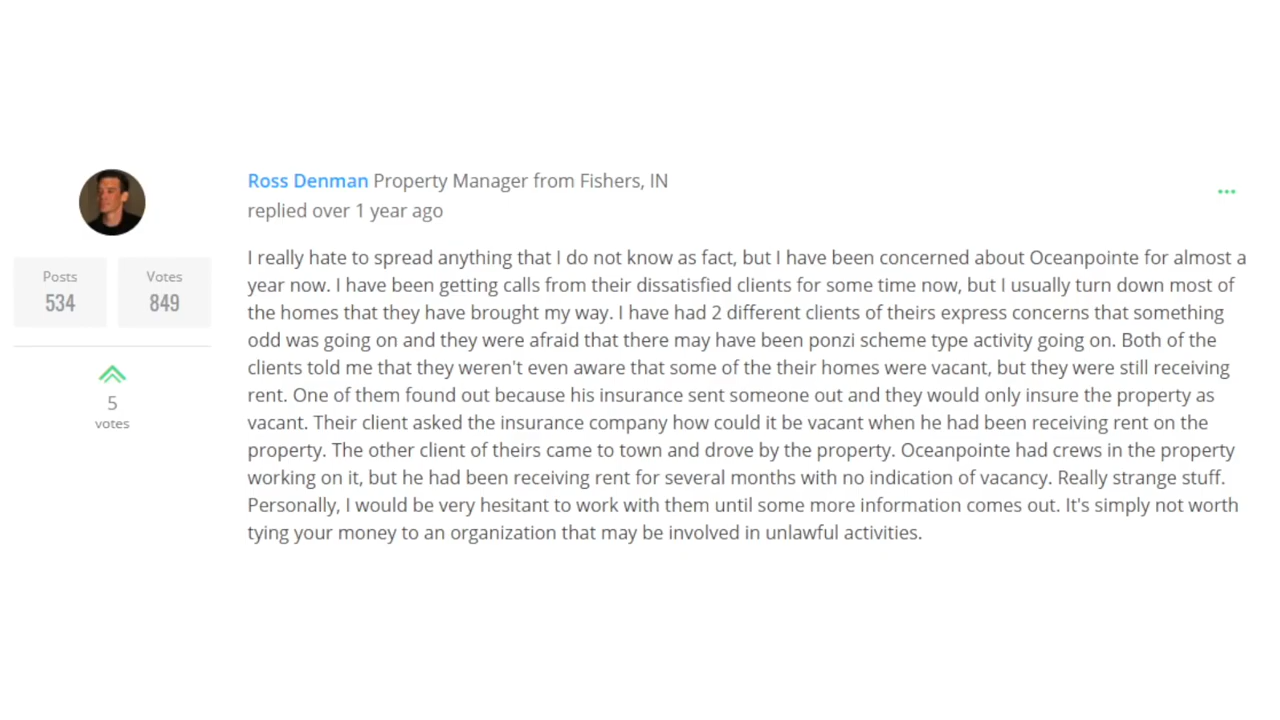 Ross Denman Property Manager from Fishers, IN
replied over 1 year ago
Posts
534
Votes
849
5
votes
I really hate to spread anything that I do not know as fact, but I have been concerned about Oceanpointe for almost a
year now. I have been getting calls from their dissatisfied clients for some time now, but I usually turn down most of
the homes that they have brought my way. I have had 2 different clients of theirs express concerns that something
odd was going on and they were afraid that there may have been ponzi scheme type activity going on. Both of the
clients told me that they weren't even aware that some of the their homes were vacant, but they were still receiving
rent. One of them found out because his insurance sent someone out and they would only insure the property as
vacant. Their client asked the insurance company how could it be vacant when he had been receiving rent on the
property. The other client of theirs came to town and drove by the property. Oceanpointe had crews in the property
working on it, but he had been receiving rent for several months with no indication of vacancy. Really strange stuff.
Personally, I would be very hesitant to work with them until some more information comes out. It's simply not worth
tying your money to an organization that may be involved in unlawful activities.